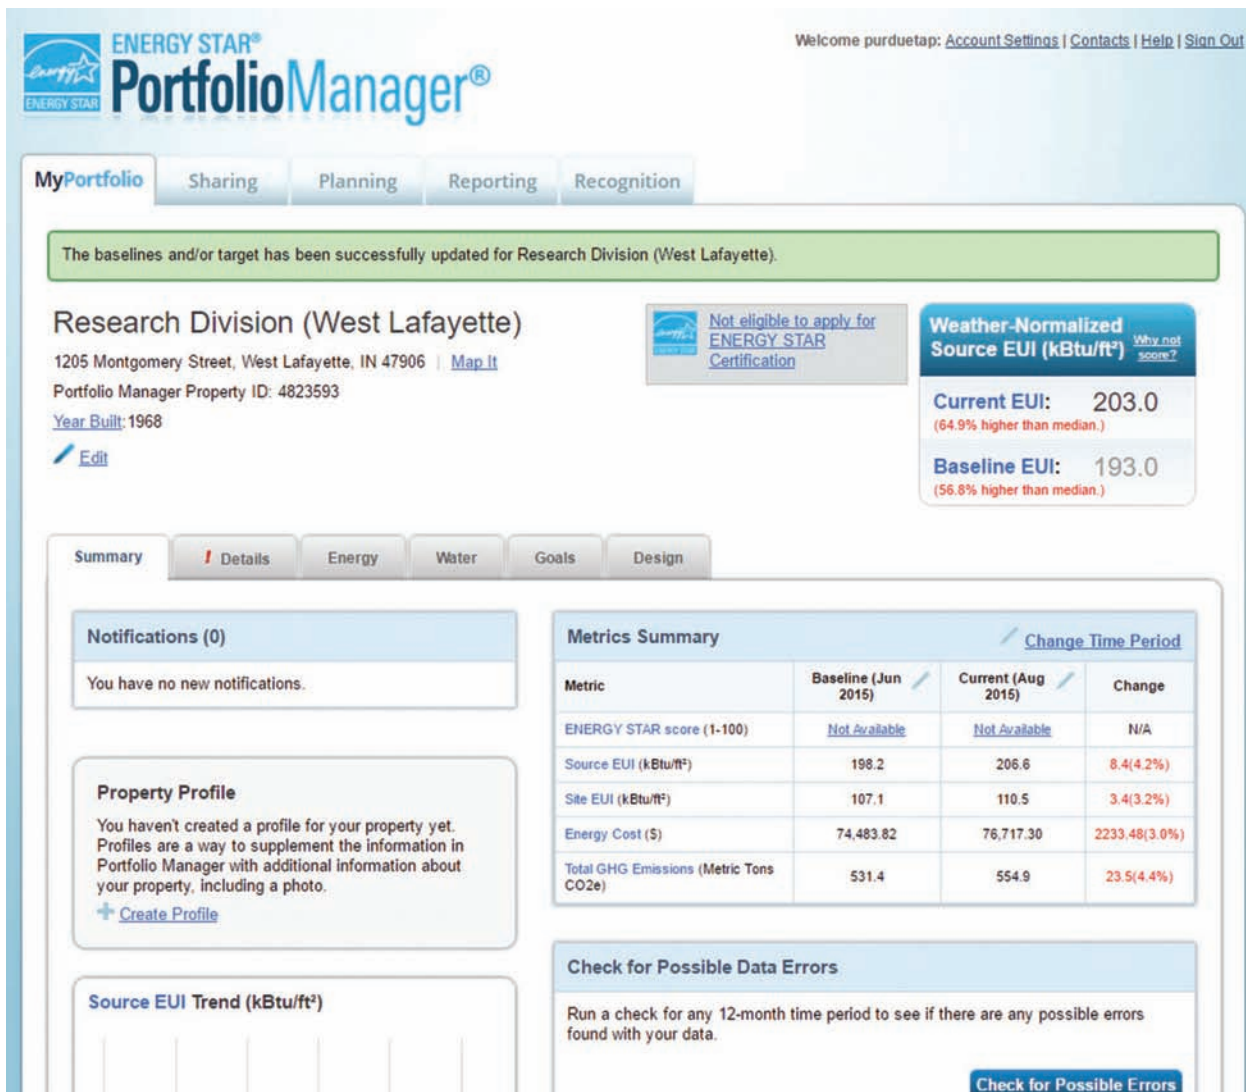 ENERGY STAR®
PortfolioManager®
energy
ENERGY STAR
Welcome purduetap: Account Settings | Contacts | Help | Sign Out
MyPortfolio
Sharing
Planning
Reporting
Recognition
The baselines and/or target has been successfully updated for Research Division (West Lafayette).
Research Division (West Lafayette)
1205 Montgomery Street, West Lafayette, IN 47906 | Map It
Portfolio Manager Property ID: 4823593
Year Built: 1968
Edit
energy
ENERGY STAR
Not eligible to apply for
ENERGY STAR
Certification
Weather-Normalized
Source EUI (kBtu/ft²)
Why not
score?
Current EUI: 203.0
(64.9% higher than median.)
Baseline EUI: 193.0
(56.8% higher than median.)
Summary
! Details
Energy
Water
Goals
Design
Notifications (0)
You have no new notifications.
Property Profile
You haven't created a profile for your property yet.
Profiles are a way to supplement the information in
Portfolio Manager with additional information about
your property, including a photo.
Create Profile
Source EUI Trend (kBtu/ft²)
Metrics Summary
Change Time Period
Metric
Baseline (Jun
2015)
Current (Aug
2015)
Change
ENERGY STAR score (1-100) Not Available Not Available N/A
Source EUI (kBtu/ft²) 198.2 206.6 8.4(4.2%)
Site EUI (kBtu/ft²) 107.1 110.5 3.4(3.2%)
Energy Cost ($) 74,483.82 76,717.30 2233.48(3.0%)
Total GHG Emissions (Metric Tons
CO2e) 531.4 554.9 23.5(4.4%)
Check for Possible Data Errors
Run a check for any 12-month time period to see if there are any possible errors
found with your data.
Check for Possible Errors